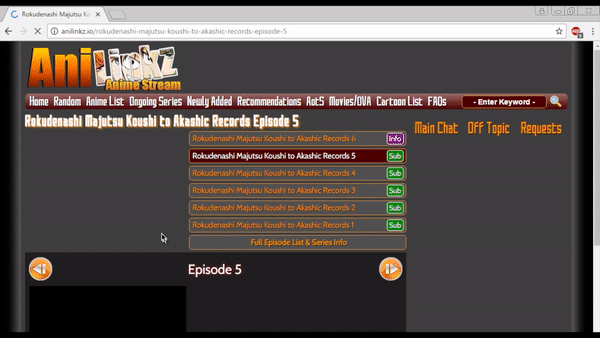 Rokudenashi Majutsu Ko
anilinkz.io/rokudenashi-majutsu-koushi-to-akashic-records-episode-5
AniLinkz
Anime Stream
Home Random Anime List Ongoing Series Newly Added Recommendations AotS Movies/OVA Cartoon List FAQs - Enter Keyword -
Rokudenashi Majutsu Koushi to Akashic Records Episode 5
Main Chat Off Topic Requests
Rokudenashi Majutsu Koushi to Akashic Records 6 Info
Rokudenashi Majutsu Koushi to Akashic Records 5 Sub
Rokudenashi Majutsu Koushi to Akashic Records 4 Sub
Rokudenashi Majutsu Koushi to Akashic Records 3 Sub
Rokudenashi Majutsu Koushi to Akashic Records 2 Sub
Rokudenashi Majutsu Koushi to Akashic Records 1 Sub
Full Episode List & Series Info
Episode 5